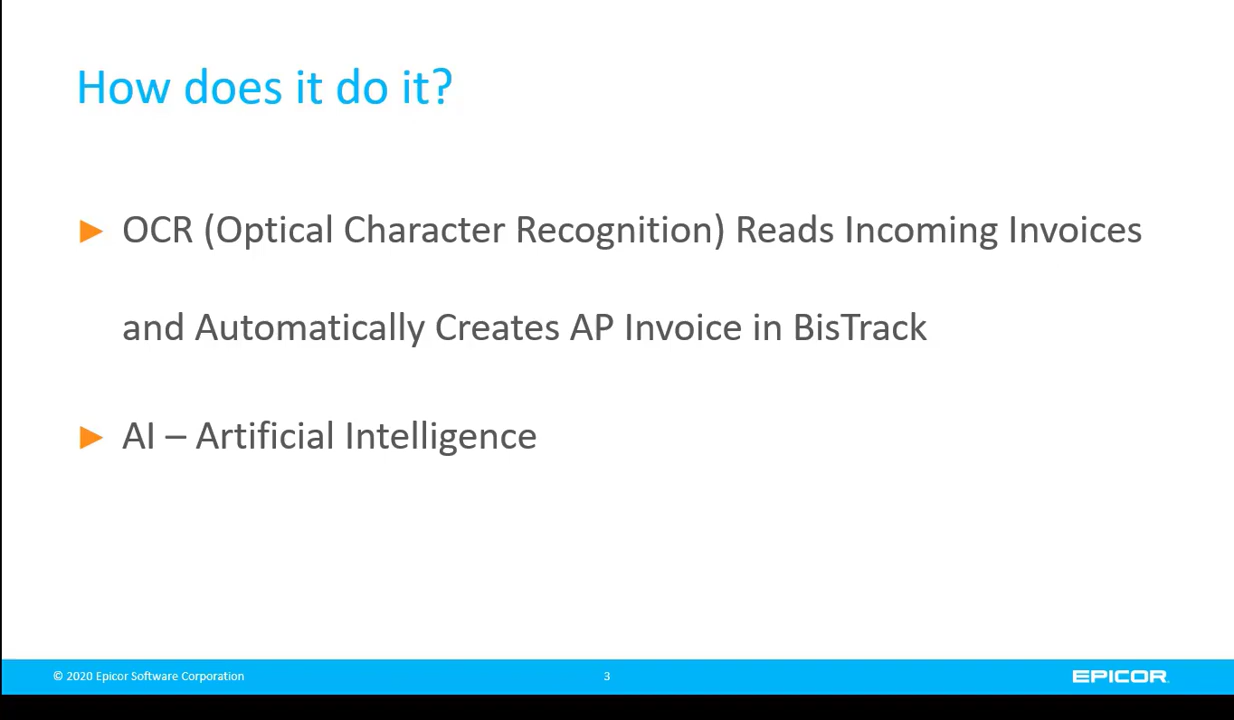 How does it do it?
OCR (Optical Character Recognition) Reads Incoming Invoices
and Automatically Creates AP Invoice in BisTrack
AI – Artificial Intelligence
© 2020 Epicor Software Corporation
3
EPICOR